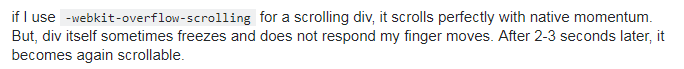 if I use -webkit-overflow-scrolling for a scrolling div, it scrolls perfectly with native momentum.
But, div itself sometimes freezes and does not respond my finger moves. After 2-3 seconds later, it
becomes again scrollable.